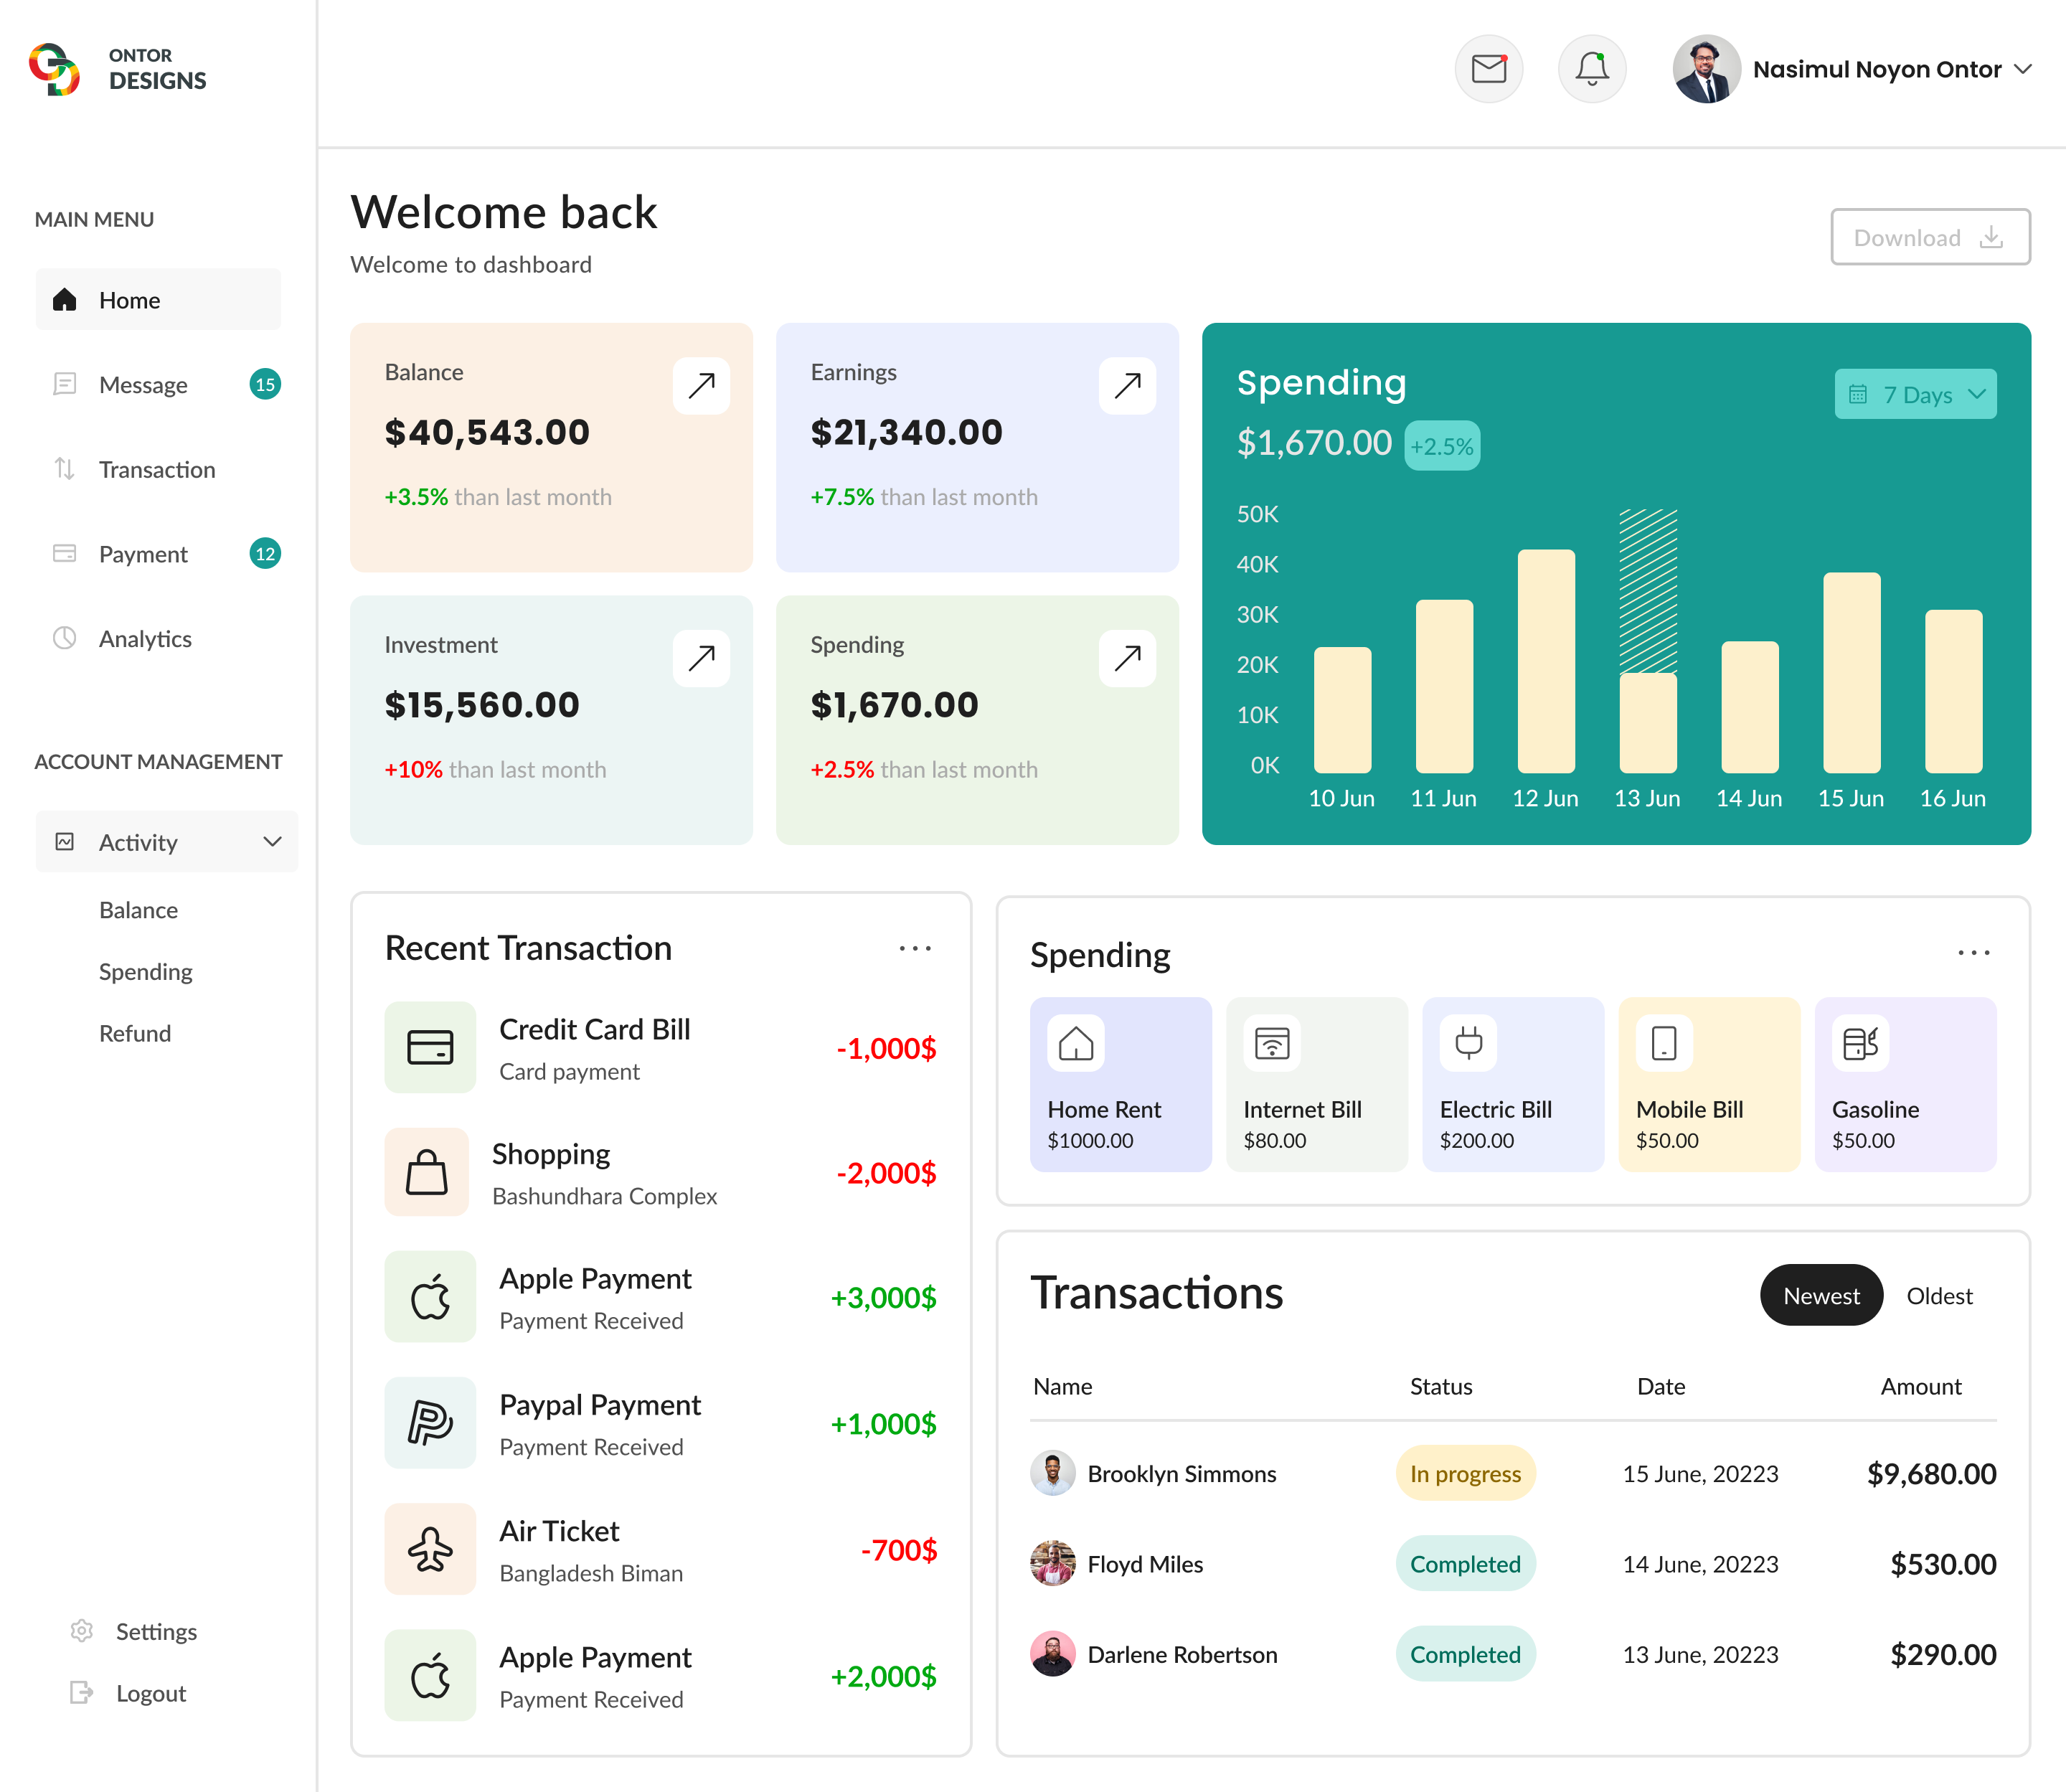 ONTOR
DESIGNS
Nasimul Noyon Ontor
MAIN MENU
Home
Message 15
Transaction
Payment 12
Analytics
ACCOUNT MANAGEMENT
Activity
Balance
Spending
Refund
Settings
Logout
Welcome back
Welcome to dashboard
Download
Balance
$40,543.00
+3.5% than last month
Earnings
$21,340.00
+7.5% than last month
Investment
$15,560.00
+10% than last month
Spending
$1,670.00
+2.5% than last month
Spending
7 Days
$1,670.00 +2.5%
50K
40K
30K
20K
10K
0K
10 Jun 11 Jun 12 Jun 13 Jun 14 Jun 15 Jun 16 Jun
Recent Transaction
Credit Card Bill
Card payment
-1,000$
Shopping
Bashundhara Complex
-2,000$
Apple Payment
Payment Received
+3,000$
Paypal Payment
Payment Received
+1,000$
Air Ticket
Bangladesh Biman
-700$
Apple Payment
Payment Received
+2,000$
Spending
Home Rent
$1000.00
Internet Bill
$80.00
Electric Bill
$200.00
Mobile Bill
$50.00
Gasoline
$50.00
Transactions
Newest Oldest
Name Status Date Amount
Brooklyn Simmons In progress 15 June, 20223 $9,680.00
Floyd Miles Completed 14 June, 20223 $530.00
Darlene Robertson Completed 13 June, 20223 $290.00